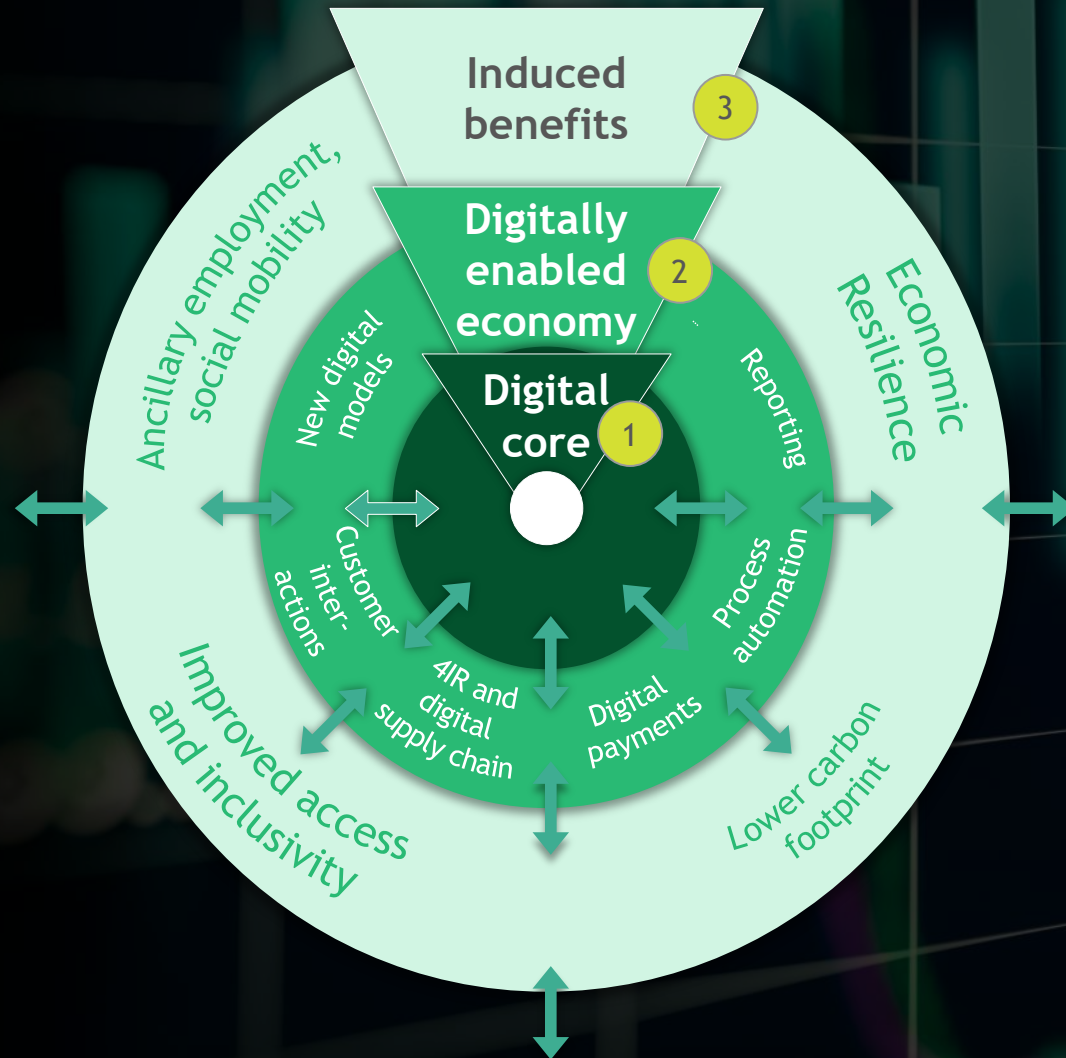 Induced
benefits
3
Digitally
enabled
economy
2
Digital
core
1
Ancillary employment,
social mobility
Economic
Resilience
New digital
models
Reporting
Customer
inter-
actions
Process
automation
4IR and
digital
supply chain
Digital
payments
Improved access
and inclusivity
Lower carbon
footprint